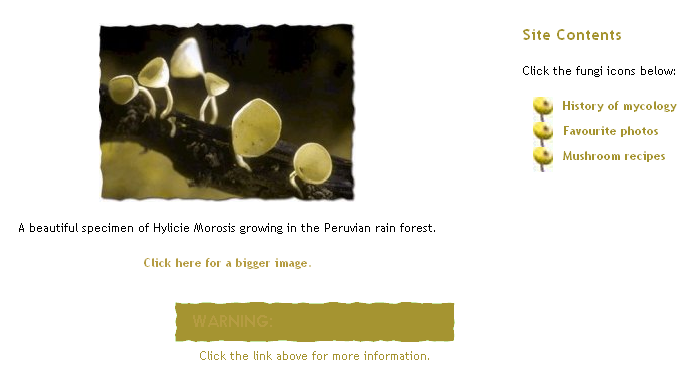 Site Contents
Click the fungi icons below:
History of mycology
Favourite photos
Mushroom recipes
A beautiful specimen of Hylicie Morosis growing in the Peruvian rain forest.
Click here for a bigger image.
WARNING:
Click the link above for more information.